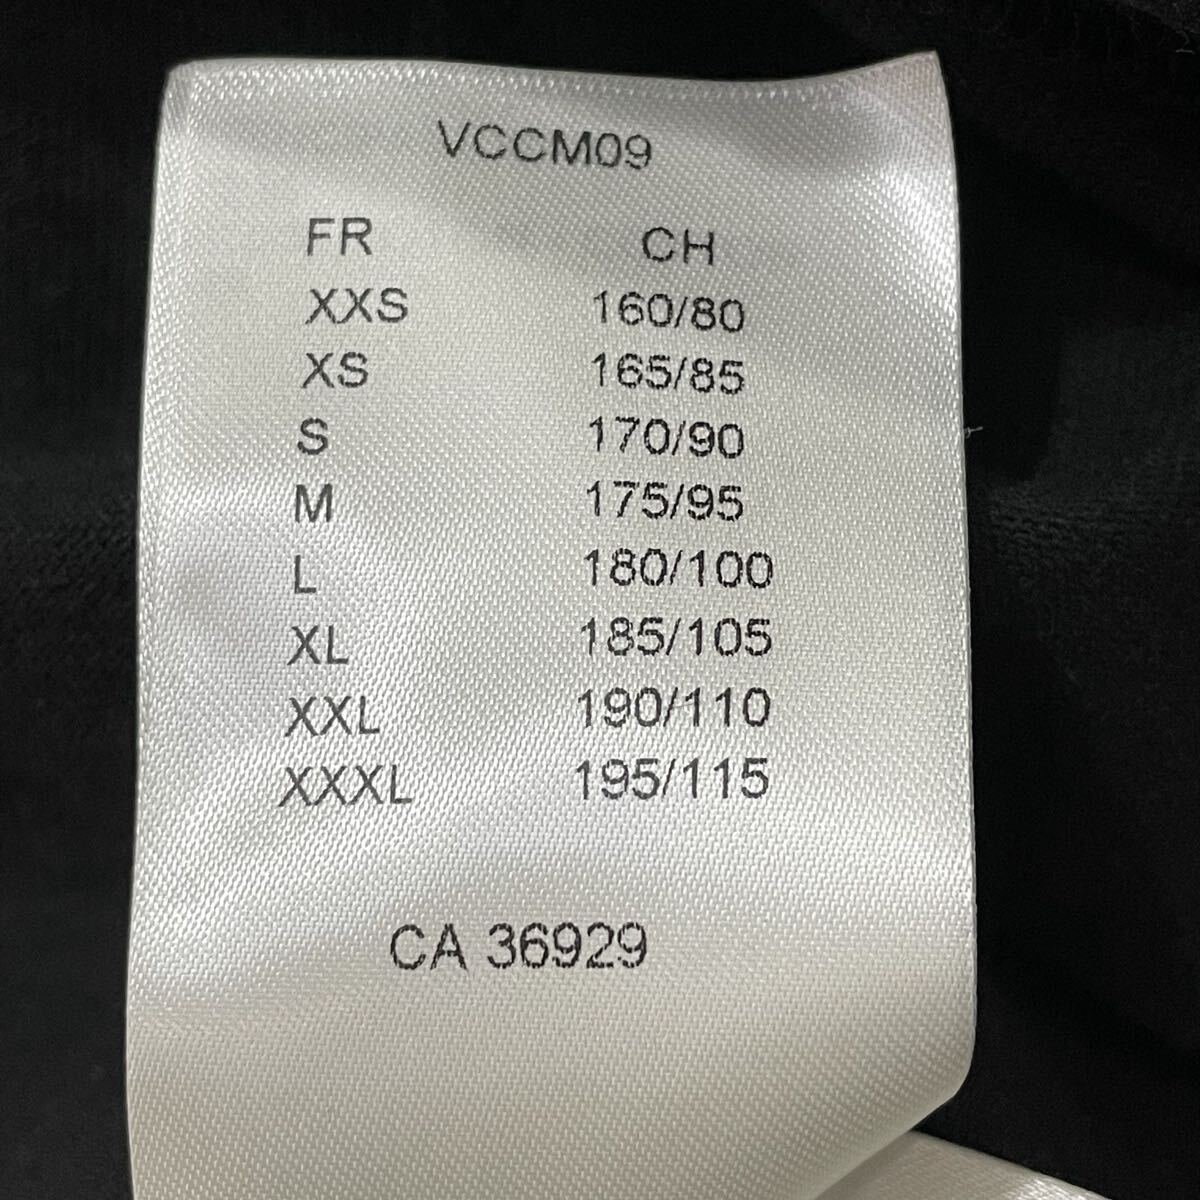 VCCM09
FR CH
XXS 160/80
XS 165/85
S 170/90
M 175/95
L 180/100
XL 185/105
XXL 190/110
XXXL 195/115
CA 36929